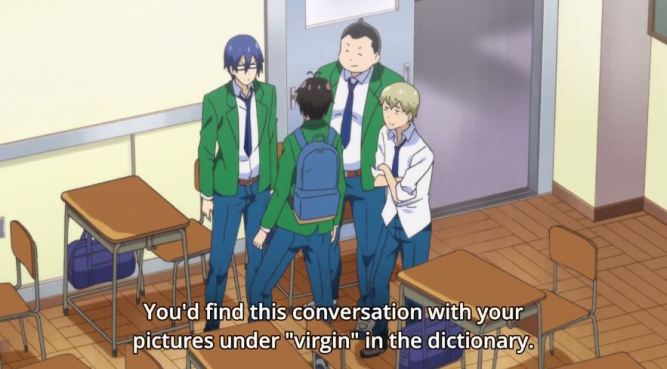 You'd find this conversation with your
pictures under "virgin" in the dictionary.